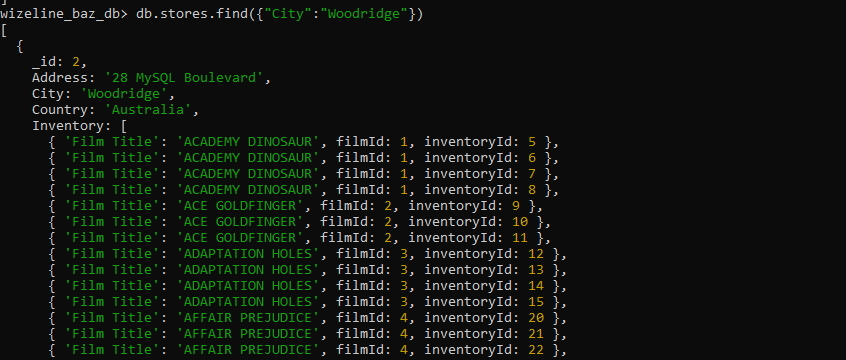 ]
wizeline_baz_db> db.stores.find({"City":"Woodridge"})
[
  {
    _id: 2,
    Address: '28 MySQL Boulevard',
    City: 'Woodridge',
    Country: 'Australia',
    Inventory: [
      { 'Film Title': 'ACADEMY DINOSAUR', filmId: 1, inventoryId: 5 },
      { 'Film Title': 'ACADEMY DINOSAUR', filmId: 1, inventoryId: 6 },
      { 'Film Title': 'ACADEMY DINOSAUR', filmId: 1, inventoryId: 7 },
      { 'Film Title': 'ACADEMY DINOSAUR', filmId: 1, inventoryId: 8 },
      { 'Film Title': 'ACE GOLDFINGER', filmId: 2, inventoryId: 9 },
      { 'Film Title': 'ACE GOLDFINGER', filmId: 2, inventoryId: 10 },
      { 'Film Title': 'ACE GOLDFINGER', filmId: 2, inventoryId: 11 },
      { 'Film Title': 'ADAPTATION HOLES', filmId: 3, inventoryId: 12 },
      { 'Film Title': 'ADAPTATION HOLES', filmId: 3, inventoryId: 13 },
      { 'Film Title': 'ADAPTATION HOLES', filmId: 3, inventoryId: 14 },
      { 'Film Title': 'ADAPTATION HOLES', filmId: 3, inventoryId: 15 },
      { 'Film Title': 'AFFAIR PREJUDICE', filmId: 4, inventoryId: 20 },
      { 'Film Title': 'AFFAIR PREJUDICE', filmId: 4, inventoryId: 21 },
      { 'Film Title': 'AFFAIR PREJUDICE', filmId: 4, inventoryId: 22 },